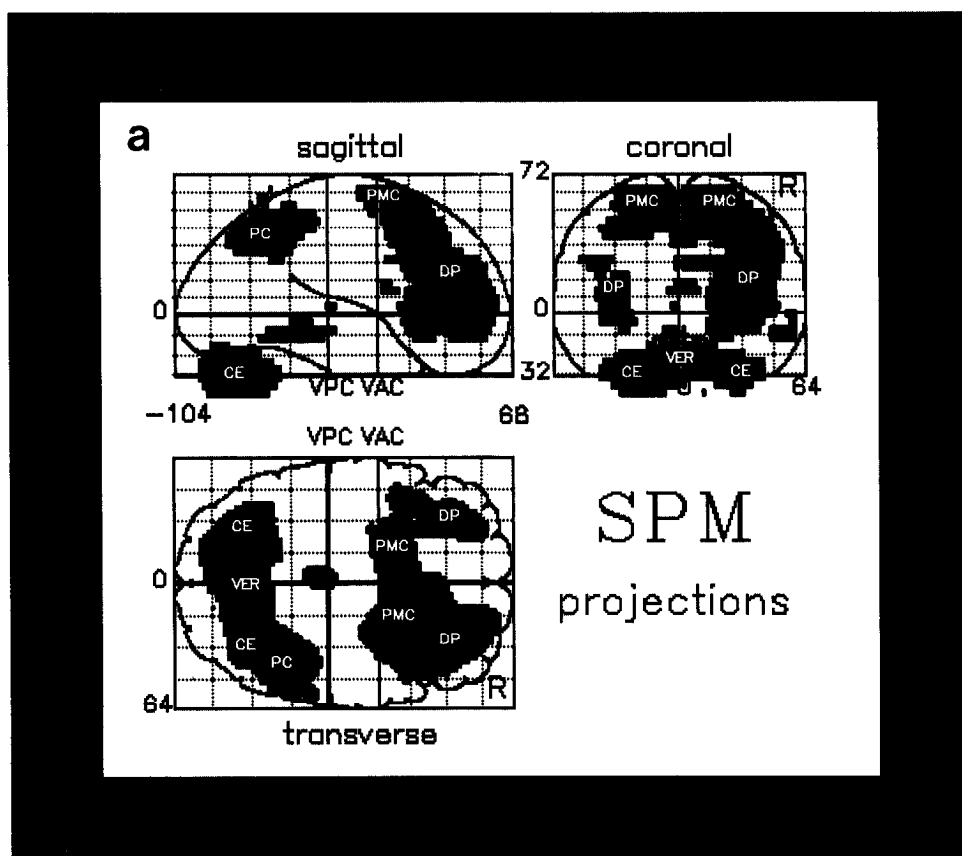 a
sagittal
coronal
72
R
PMC
PMC PMC
PC
DP
DP DP
0
0
VER
CE
CE CE
32
VPC VAC
64
-104
68
VPC VAC
CE
DP
PMC
SPM
0
VER
projections
PMC
CE
DP
PC
R
64
transverse